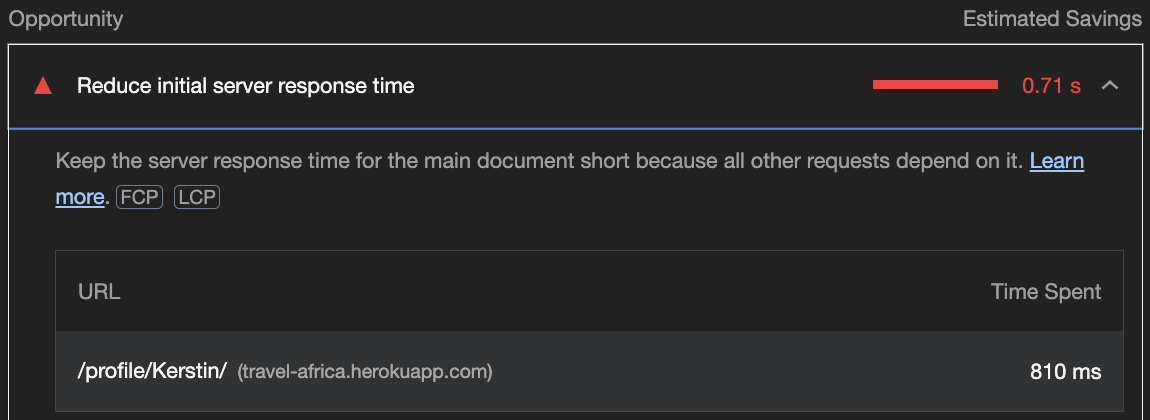 Opportunity Estimated Savings
Reduce initial server response time 0.71 s
Keep the server response time for the main document short because all other requests depend on it. Learn
more. FCP LCP
URL Time Spent
/profile/Kerstin/ (travel-africa.herokuapp.com) 810 ms